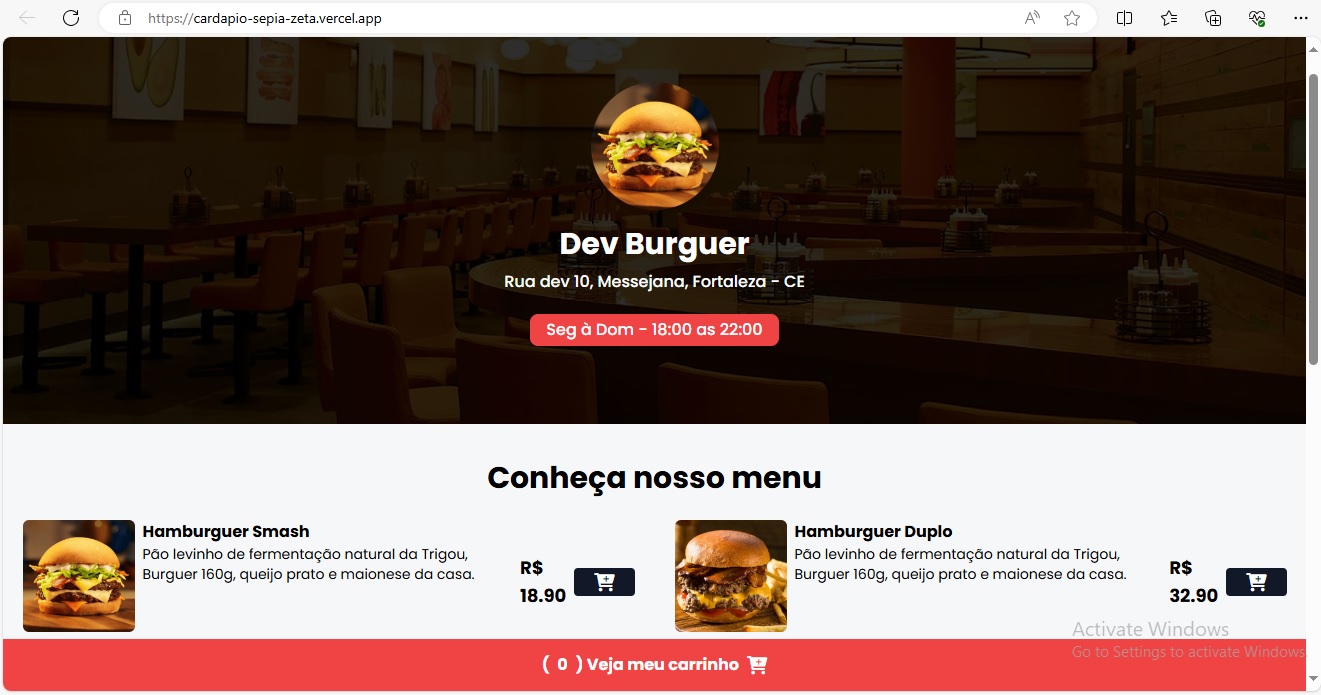 https://cardapio-sepia-zeta.vercel.app
Dev Burguer
Rua dev 10, Messejana, Fortaleza - CE
Seg à Dom - 18:00 as 22:00
Conheça nosso menu
Hamburguer Smash
Pão levinho de fermentação natural da Trigou,
Burguer 160g, queijo prato e maionese da casa.
R$
18.90
Hamburguer Duplo
Pão levinho de fermentação natural da Trigou,
Burguer 160g, queijo prato e maionese da casa.
R$
32.90
Activate Windows
Go to Settings to activate Windows
( 0 ) Veja meu carrinho